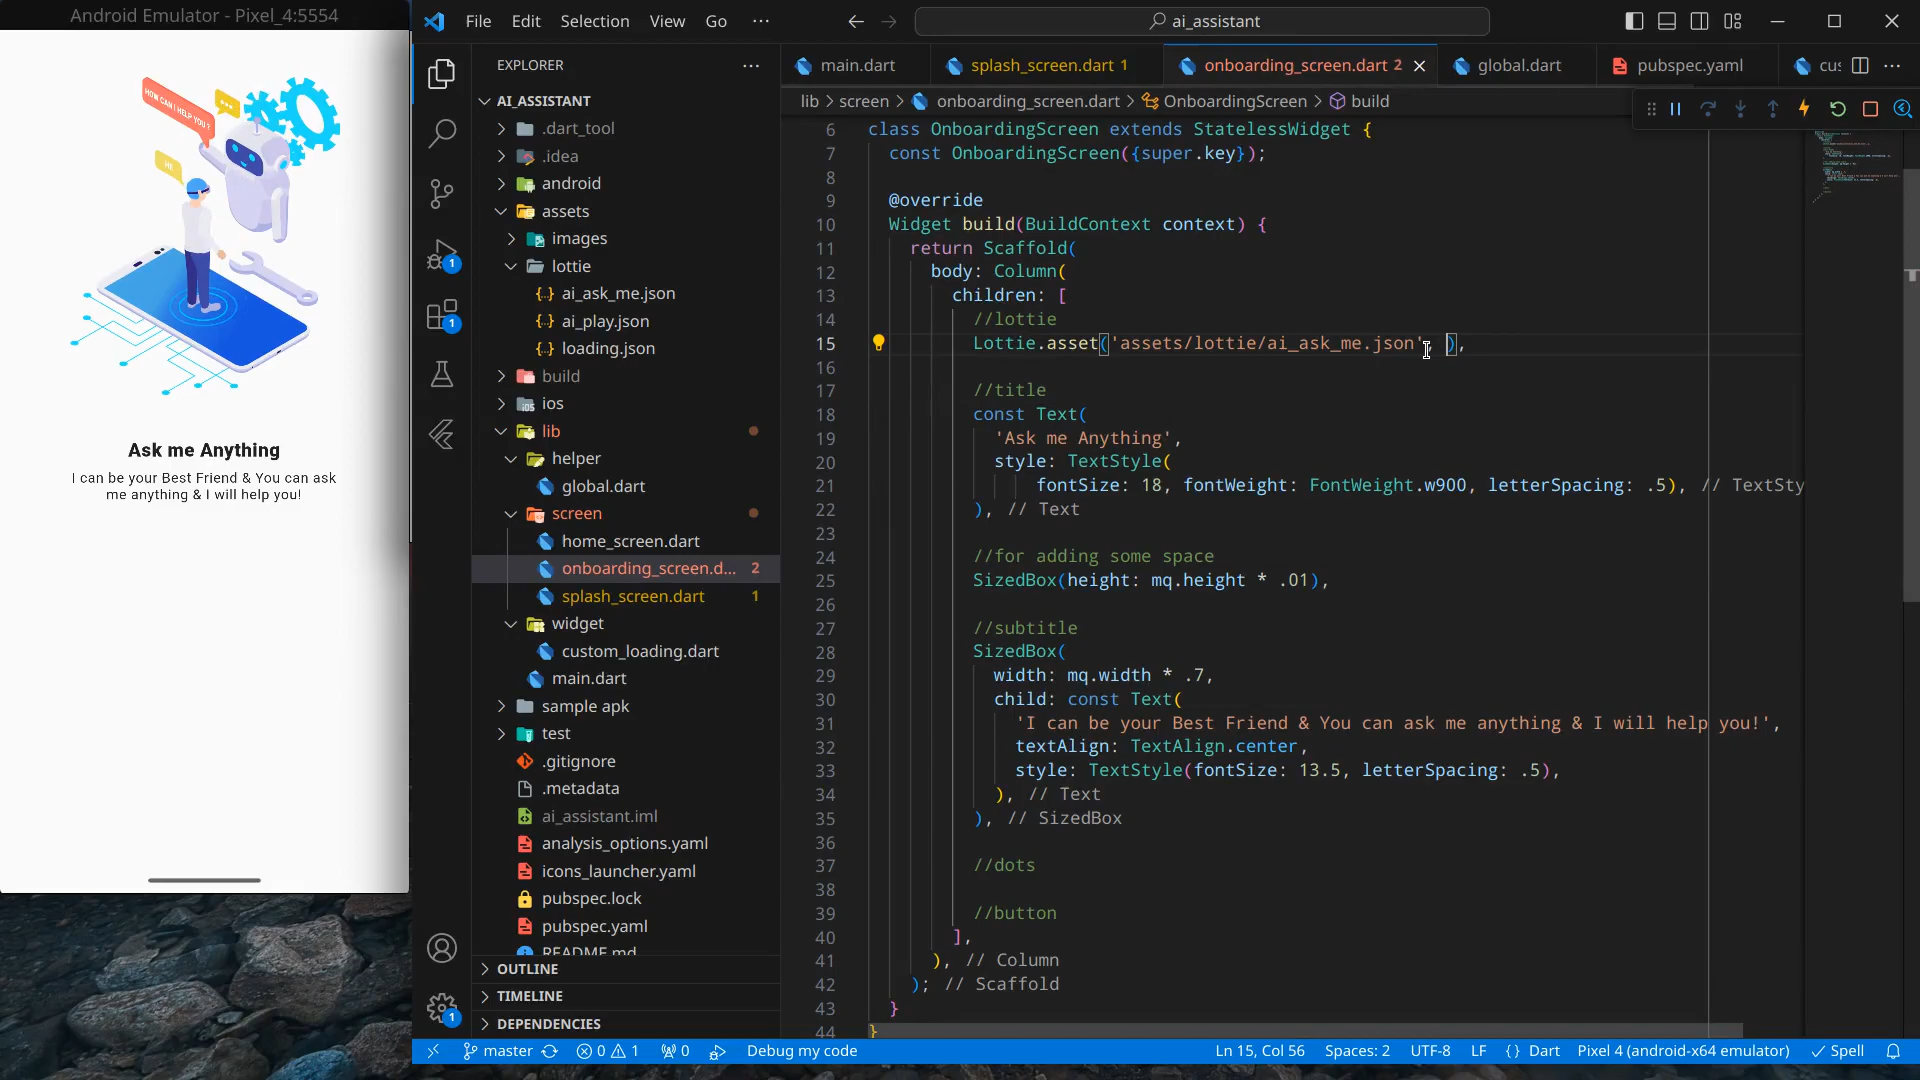 Android Emulator - Pixel_4:5554
HOW CAN I HELP YOU ?
Ask me Anything
I can be your Best Friend & You can ask
me anything & I will help you!
File Edit Selection View Go ···
ai_assistant
EXPLORER
AI_ASSISTANT
.dart_tool
.idea
android
assets
images
lottie
ai_ask_me.json
ai_play.json
loading.json
build
ios
lib
helper
global.dart
screen
home_screen.dart
onboarding_screen.d... 2
splash_screen.dart 1
widget
custom_loading.dart
main.dart
sample apk
test
.gitignore
.metadata
ai_assistant.iml
analysis_options.yaml
icons_launcher.yaml
pubspec.lock
pubspec.yaml
README.md
OUTLINE
TIMELINE
DEPENDENCIES
1
1
1
main.dart splash_screen.dart 1 onboarding_screen.dart 2 global.dart pubspec.yaml cus
lib > screen > onboarding_screen.dart > OnboardingScreen > build
6 class OnboardingScreen extends StatelessWidget {
7 const OnboardingScreen({super.key});
8
9 @override
10 Widget build(BuildContext context) {
11 return Scaffold(
12 body: Column(
13 children: [
14 //lottie
15 Lottie.asset('assets/lottie/ai_ask_me.json', ),
16
17 //title
18 const Text(
19 'Ask me Anything',
20 style: TextStyle(
21 fontSize: 18, fontWeight: FontWeight.w900, letterSpacing: .5), // TextSty
22 ), // Text
23
24 //for adding some space
25 SizedBox(height: mq.height * .01),
26
27 //subtitle
28 SizedBox(
29 width: mq.width * .7,
30 child: const Text(
31 'I can be your Best Friend & You can ask me anything & I will help you!',
32 textAlign: TextAlign.center,
33 style: TextStyle(fontSize: 13.5, letterSpacing: .5),
34 ), // Text
35 ), // SizedBox
36
37 //dots
38
39 //button
40 ],
41 ), // Column
42 ); // Scaffold
43 }
44 }
master 0 1 0 Debug my code Ln 15, Col 56 Spaces: 2 UTF-8 LF {} Dart Pixel 4 (android-x64 emulator) Spell